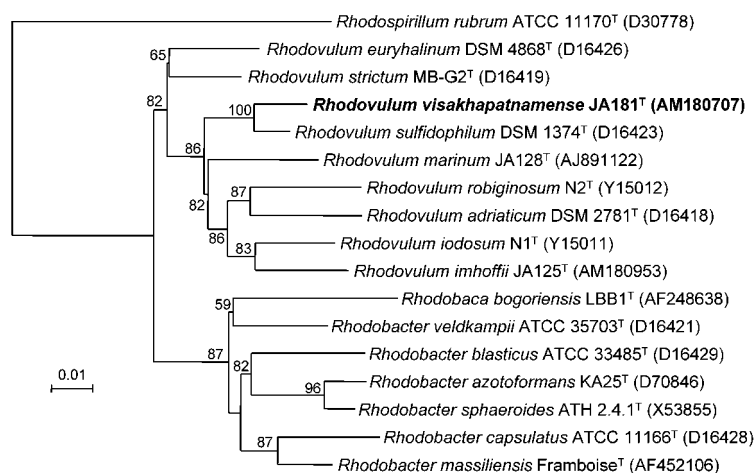 Rhodospirillum rubrum ATCC 11170ᵀ (D30778)
65
Rhodovulum euryhalinum DSM 4868ᵀ (D16426)
Rhodovulum strictum MB-G2ᵀ (D16419)
82
100
Rhodovulum visakhapatnamense JA181ᵀ (AM180707)
Rhodovulum sulfidophilum DSM 1374ᵀ (D16423)
86
Rhodovulum marinum JA128ᵀ (AJ891122)
82
87
Rhodovulum robiginosum N2ᵀ (Y15012)
Rhodovulum adriaticum DSM 2781ᵀ (D16418)
86
83
Rhodovulum iodosum N1ᵀ (Y15011)
Rhodovulum imhoffii JA125ᵀ (AM180953)
59
Rhodobaca bogoriensis LBB1ᵀ (AF248638)
Rhodobacter veldkampii ATCC 35703ᵀ (D16421)
87
82
Rhodobacter blasticus ATCC 33485ᵀ (D16429)
96
Rhodobacter azotoformans KA25ᵀ (D70846)
Rhodobacter sphaeroides ATH 2.4.1ᵀ (X53855)
87
Rhodobacter capsulatus ATCC 11166ᵀ (D16428)
Rhodobacter massiliensis Framboiseᵀ (AF452106)
0.01